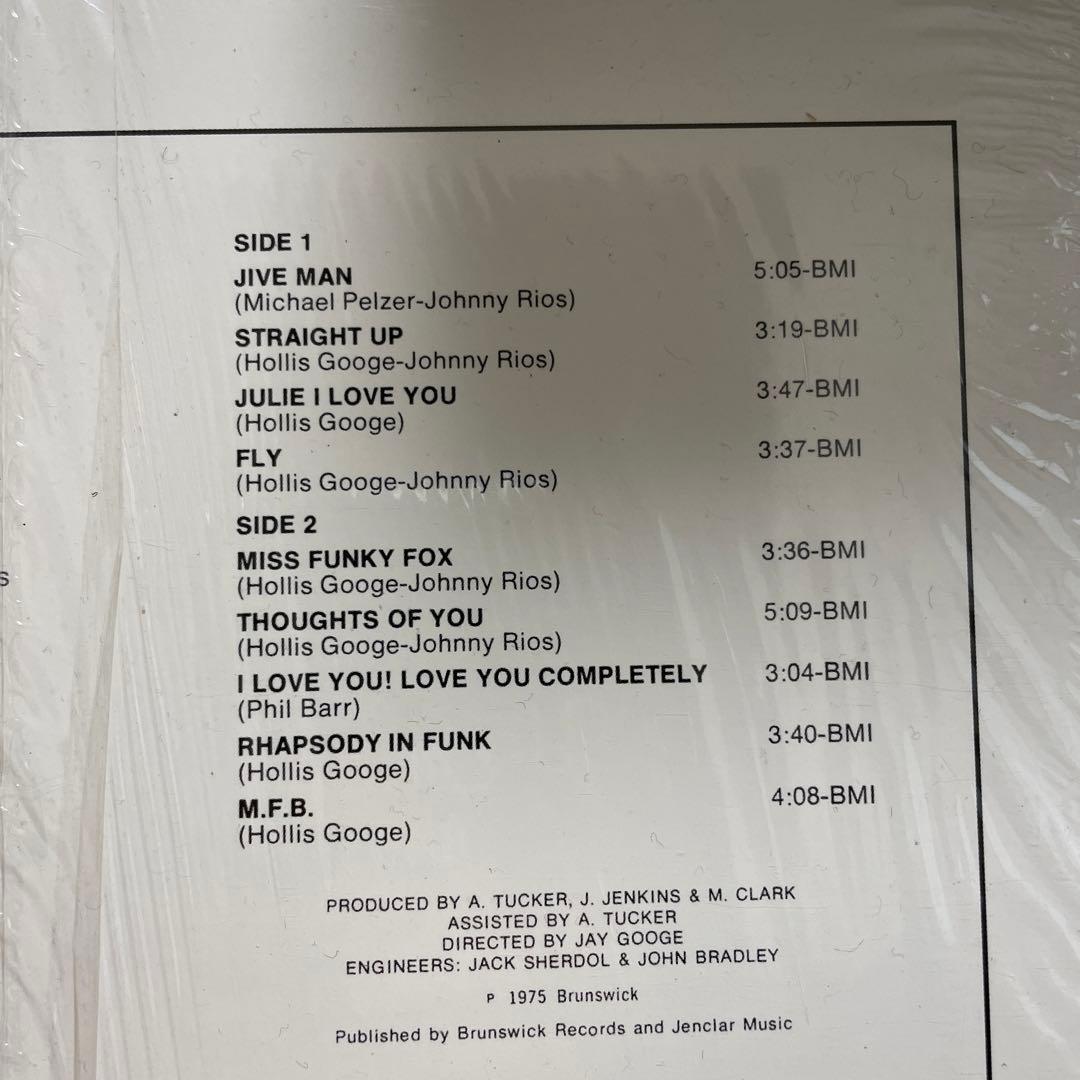 SIDE 1
JIVE MAN 5:05-BMI
(Michael Pelzer-Johnny Rios)
STRAIGHT UP 3:19-BMI
(Hollis Googe-Johnny Rios)
JULIE I LOVE YOU 3:47-BMI
(Hollis Googe)
FLY 3:37-BMI
(Hollis Googe-Johnny Rios)
SIDE 2
MISS FUNKY FOX 3:36-BMI
(Hollis Googe-Johnny Rios)
THOUGHTS OF YOU 5:09-BMI
(Hollis Googe-Johnny Rios)
I LOVE YOU! LOVE YOU COMPLETELY 3:04-BMI
(Phil Barr)
RHAPSODY IN FUNK 3:40-BMI
(Hollis Googe)
M.F.B. 4:08-BMI
(Hollis Googe)
PRODUCED BY A. TUCKER, J. JENKINS & M. CLARK
ASSISTED BY A. TUCKER
DIRECTED BY JAY GOOGE
ENGINEERS: JACK SHERDOL & JOHN BRADLEY
P 1975 Brunswick
Published by Brunswick Records and Jenclar Music